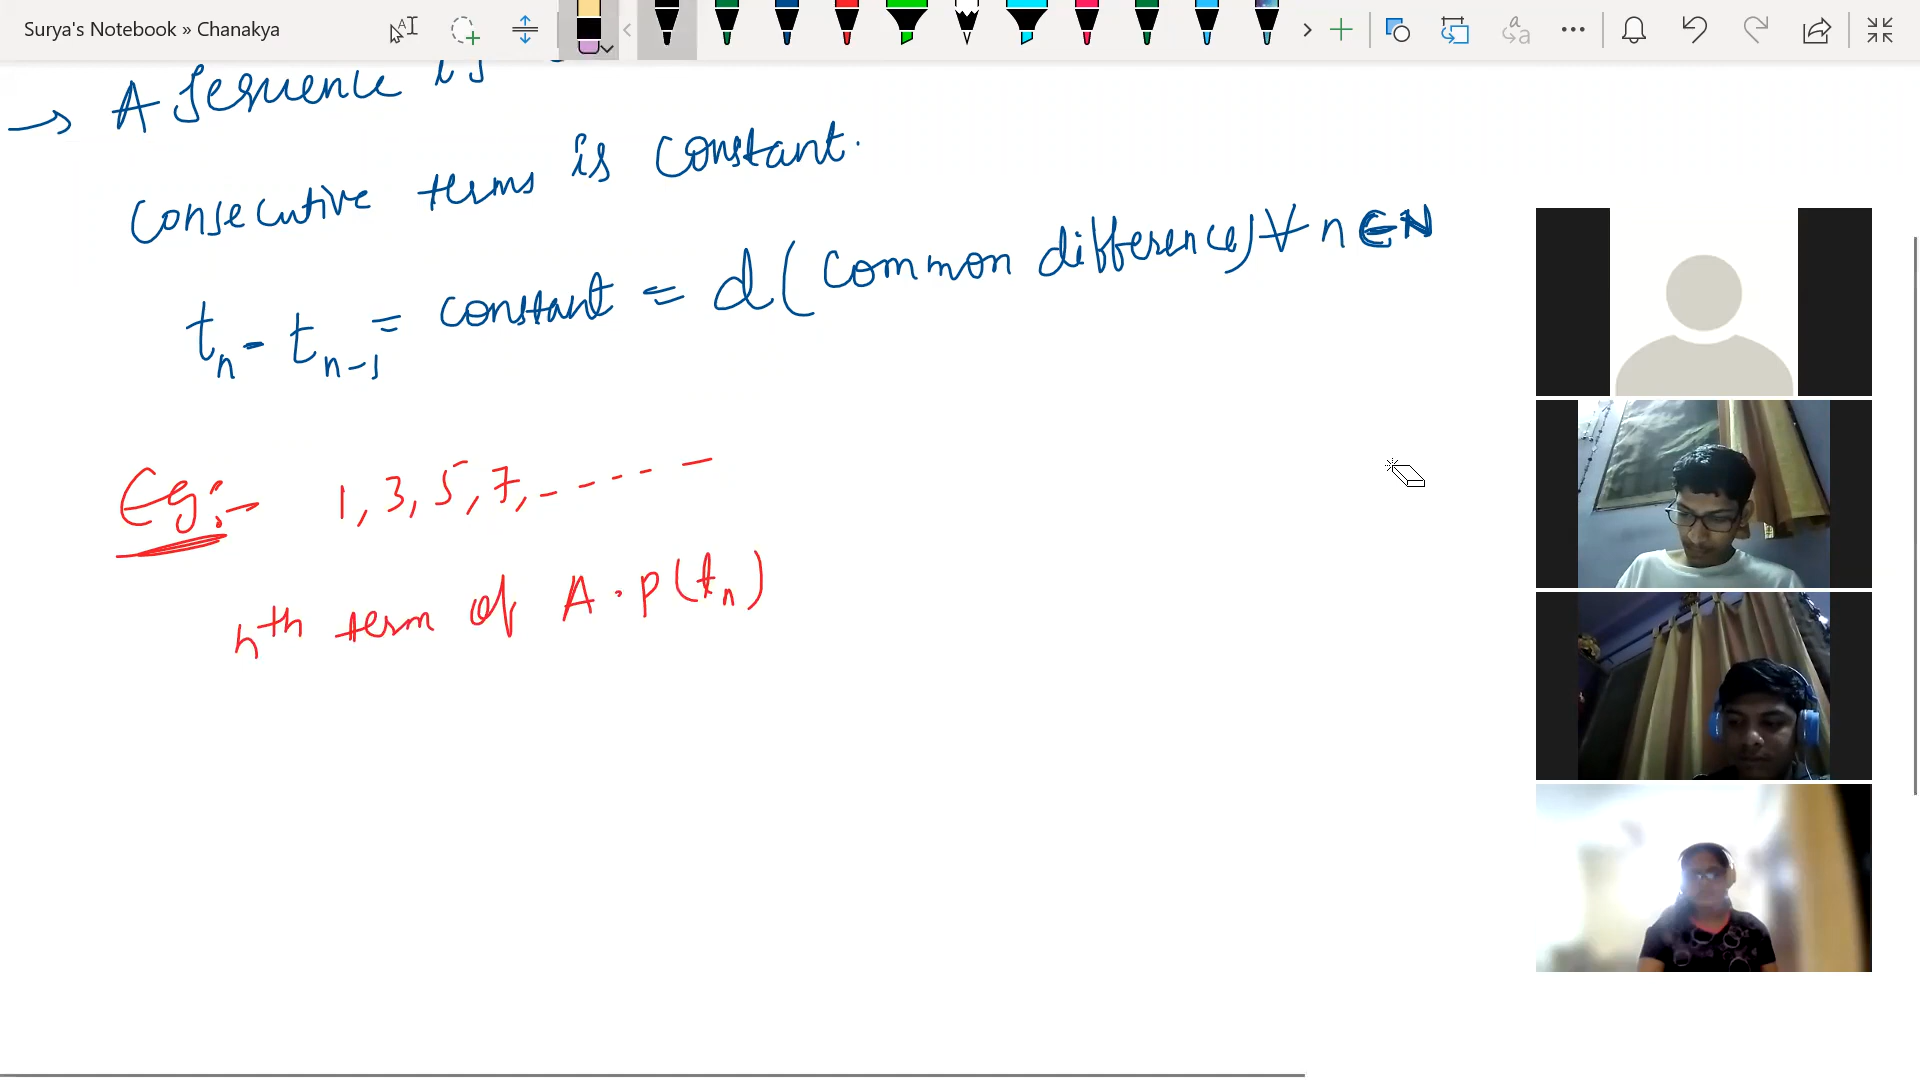 Surya's Notebook » Chanakya
→ A sequence is
consecutive terms is constant.
tn - tn-1 = constant = d (common difference) ∀ n ∈ N
Eg:- 1, 3, 5, 7, - - - - - -
nth term of A.P (tn)